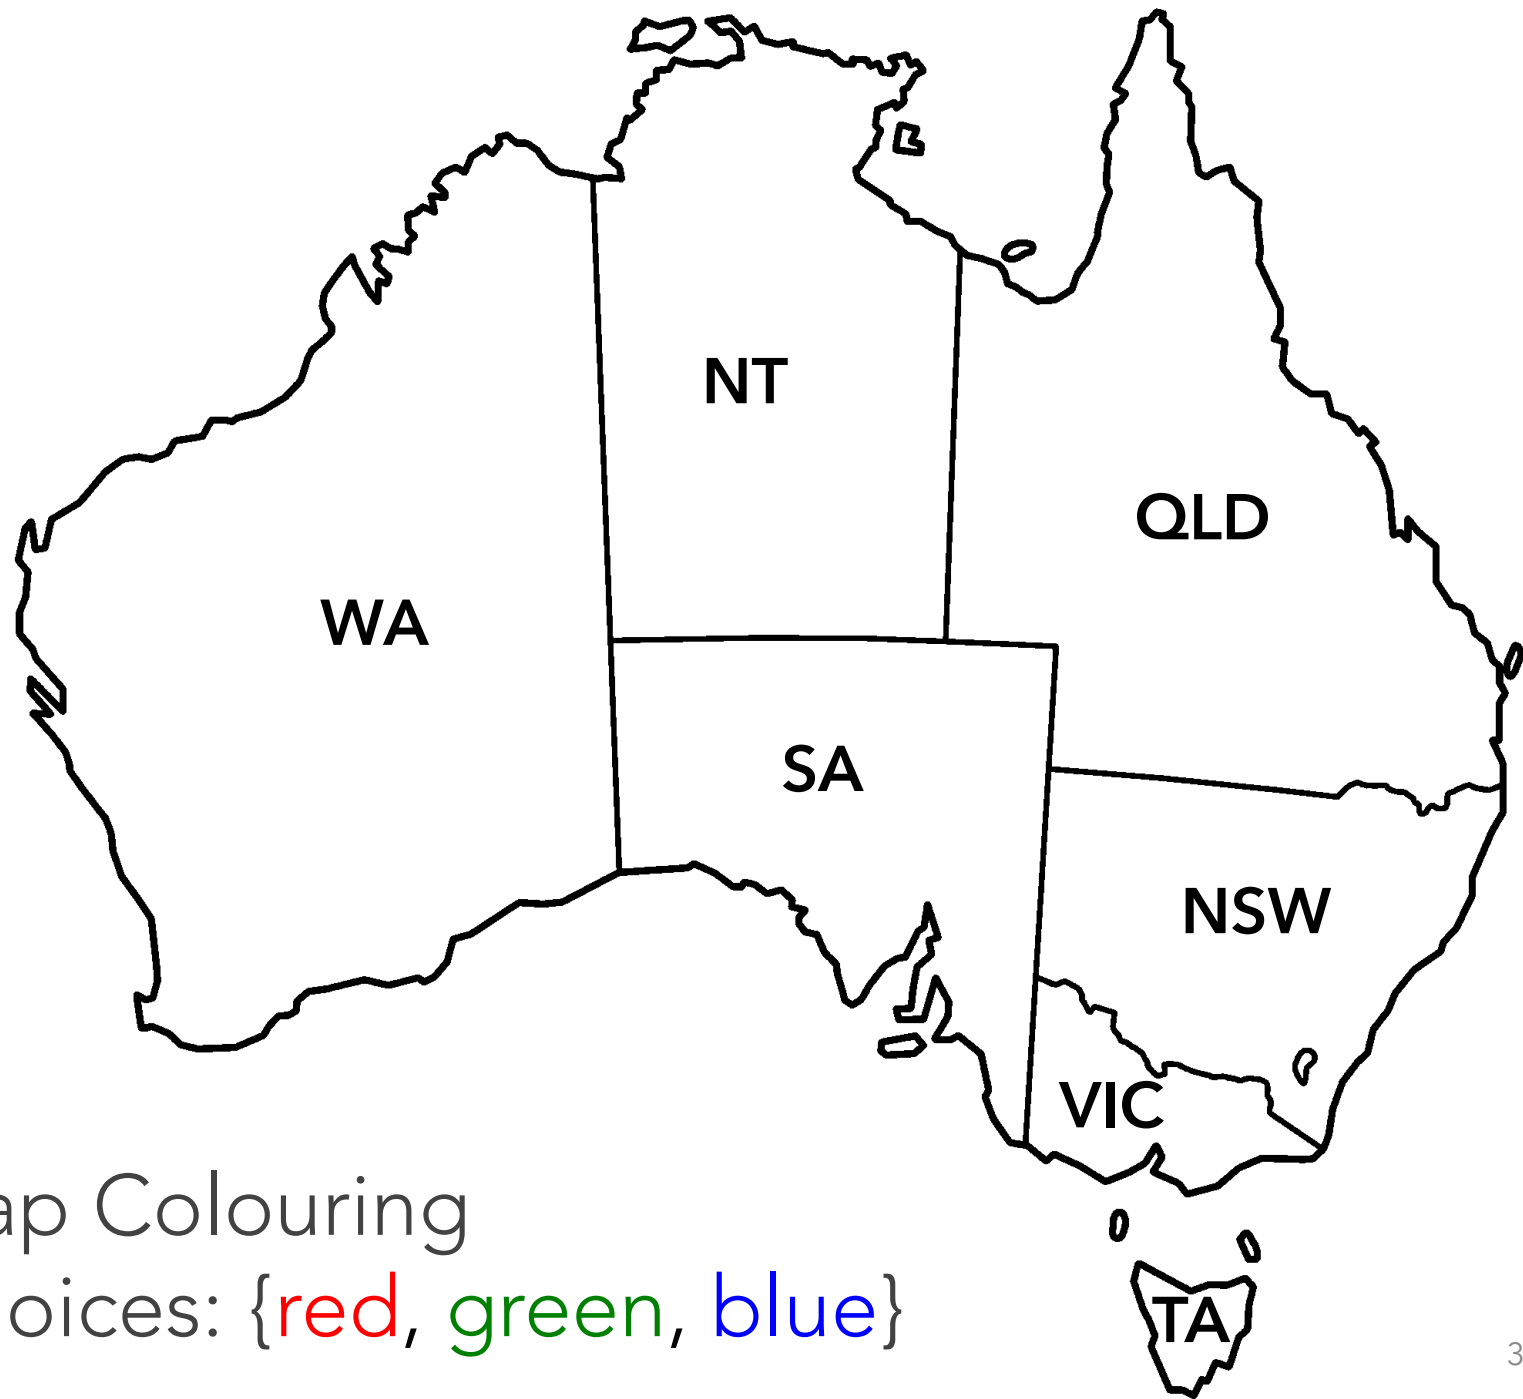 NT
QLD
WA
SA
NSW
VIC
ap Colouring
oices: {red, green, blue}
TA
3